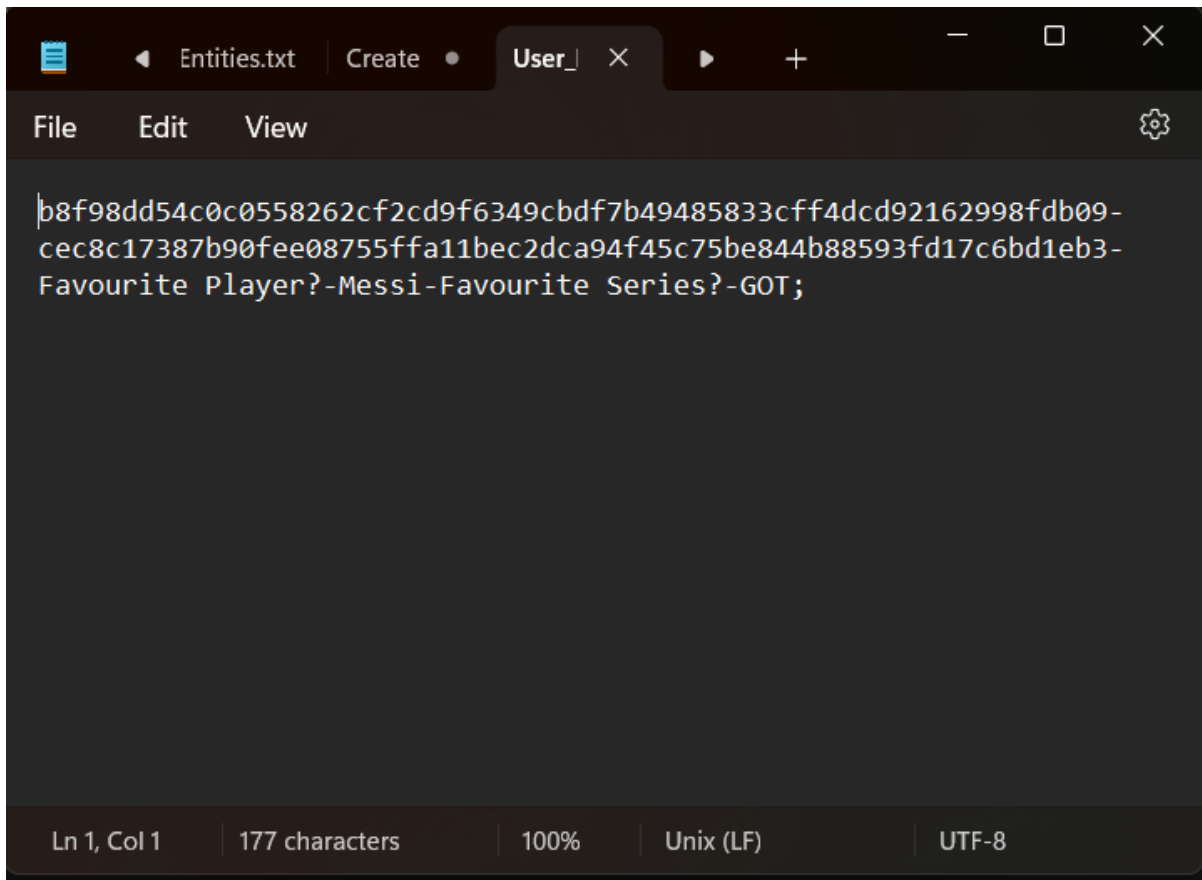 Entities.txt
Create
User_
File Edit View
b8f98dd54c0c0558262cf2cd9f6349cbdf7b49485833cff4dcd92162998fdb09-
cec8c17387b90fee08755ffa11bec2dca94f45c75be844b88593fd17c6bd1eb3-
Favourite Player?-Messi-Favourite Series?-GOT;
Ln 1, Col 1 177 characters 100% Unix (LF) UTF-8